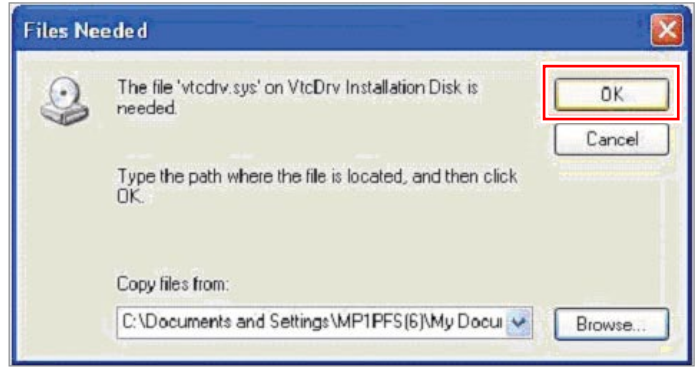 Files Needed
The file 'vtcdrv.sys' on VtcDrv Installation Disk is
needed.
OK
Cancel
Type the path where the file is located, and then click
OK.
Copy files from:
C:\Documents and Settings\MP1PFS(6)\My Docui
Browse...